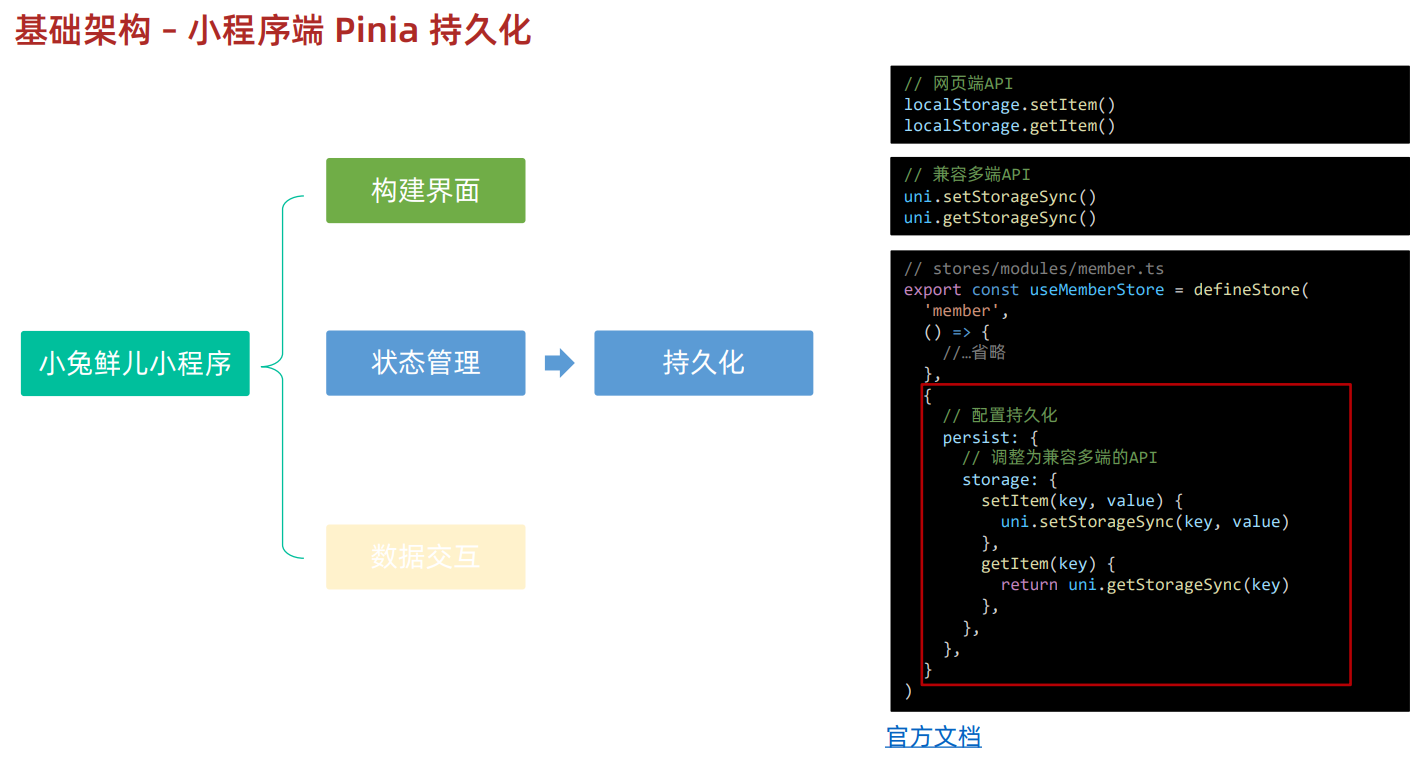 基础架构 – 小程序端 Pinia 持久化
小兔鲜儿小程序
构建界面
状态管理
持久化
数据交互
// 网页端API
localStorage.setItem()
localStorage.getItem()
// 兼容多端API
uni.setStorageSync()
uni.getStorageSync()
// stores/modules/member.ts
export const useMemberStore = defineStore(
  'member',
  () => {
    //…省略
  },
  {
    // 配置持久化
    persist: {
      // 调整为兼容多端的API
      storage: {
        setItem(key, value) {
          uni.setStorageSync(key, value)
        },
        getItem(key) {
          return uni.getStorageSync(key)
        },
      },
    },
  }
)
官方文档